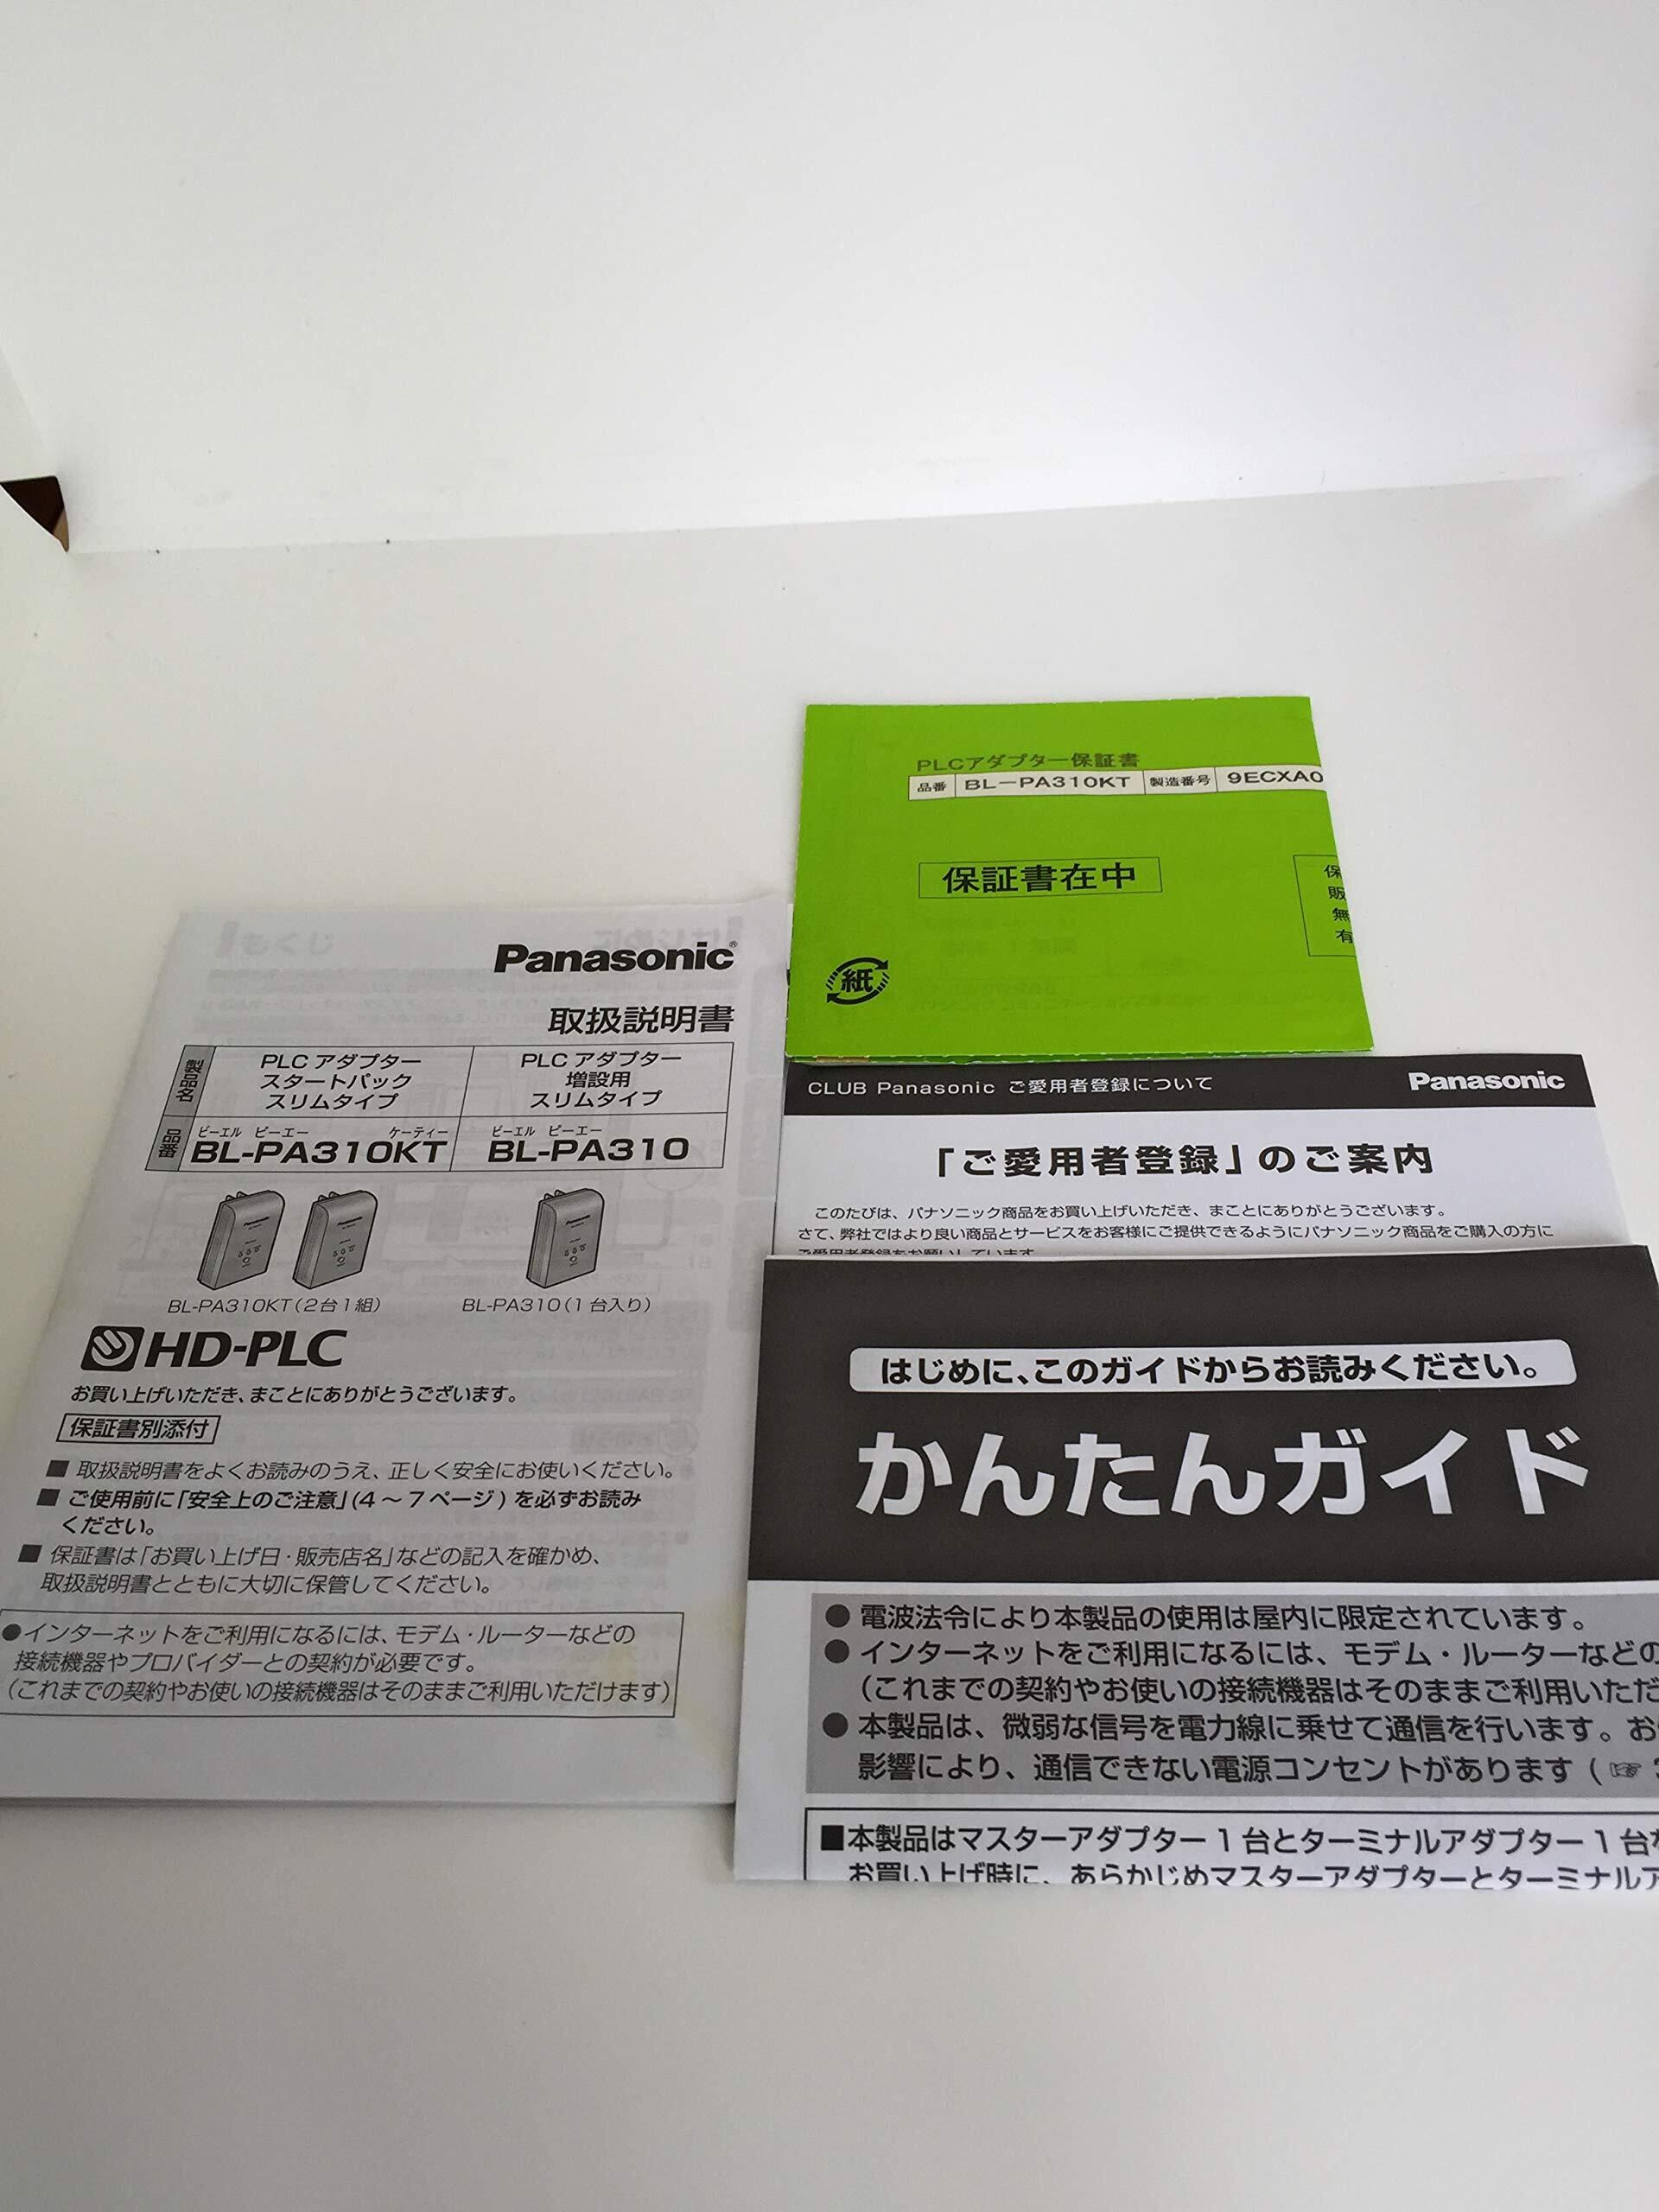 Panasonic®
取扱説明書
製品名
PLC アダプター
スタートパック
スリムタイプ
PLC アダプター
増設用
スリムタイプ
品番
ビーエル ピーエー ケーティー
BL-PA310KT
ビーエル ピーエー
BL-PA310
Panasonic
Panasonic
Panasonic
BL-PA310KT(2台1組)
BL-PA310(1台入り)
HD-PLC
お買い上げいただき、まことにありがとうございます。
保証書別添付
■ 取扱説明書をよくお読みのうえ、正しく安全にお使いください。
■ ご使用前に「安全上のご注意」(4～7ページ)を必ずお読み
ください。
■ 保証書は「お買い上げ日・販売店名」などの記入を確かめ、
取扱説明書とともに大切に保管してください。
●インターネットをご利用になるには、モデム・ルーターなどの
接続機器やプロバイダーとの契約が必要です。
(これまでの契約やお使いの接続機器はそのままご利用いただけます)
PLCアダプター保証書
品番 BL-PA310KT 製造番号 9ECXA0
保証書在中
保
販
無
有
紙
CLUB Panasonic ご愛用者登録について
Panasonic
「ご愛用者登録」のご案内
このたびは、パナソニック商品をお買い上げいただき、まことにありがとうございます。
さて、弊社ではより良い商品とサービスをお客様にご提供できるようにパナソニック商品をご購入の方に
ご愛用者登録をお願いしています。
はじめに、このガイドからお読みください。
かんたんガイド
● 電波法令により本製品の使用は屋内に限定されています。
● インターネットをご利用になるには、モデム・ルーターなどの
(これまでの契約やお使いの接続機器はそのままご利用いただ
● 本製品は、微弱な信号を電力線に乗せて通信を行います。お
影響により、通信できない電源コンセントがあります(☞
■本製品はマスターアダプター1台とターミナルアダプター1台
お買い上げ時に、あらかじめマスターアダプターとターミナルア